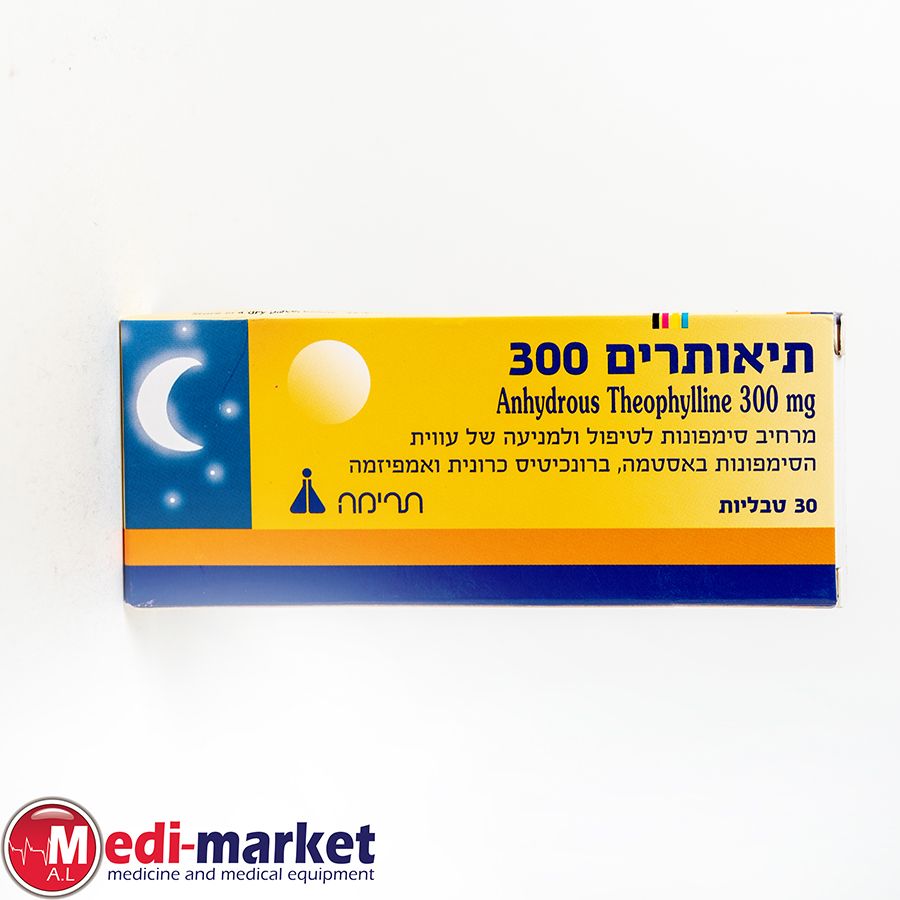 תיאותרים 300
Anhydrous Theophylline 300 mg
מרחיב סימפונות לטיפול ולמניעה של עווית
הסימפונות באסטמה, ברונכיטיס כרונית ואמפיזמה
תרימה
30 טבליות
Medi-market
A.L
medicine and medical equipment